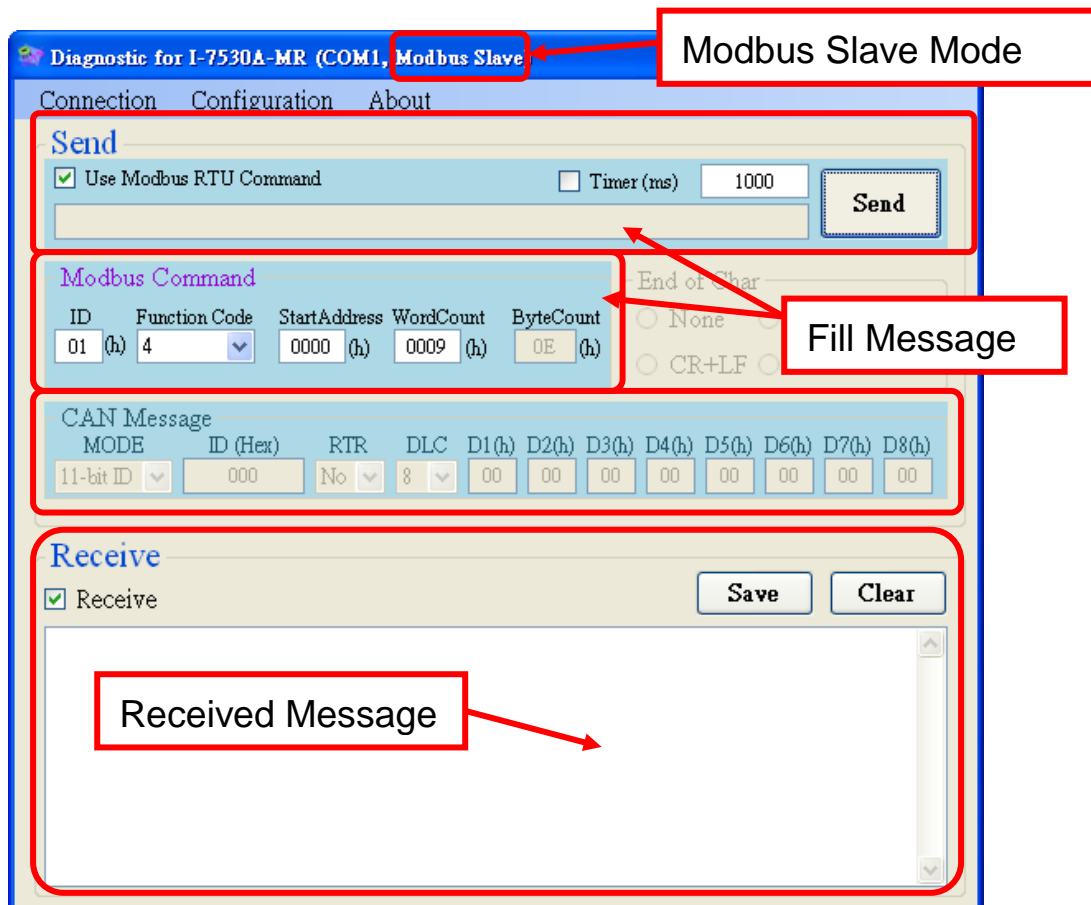 Modbus Slave Mode
Diagnostic for I-7530A-MR (COM1, Modbus Slave)
Connection Configuration About
Send
Use Modbus RTU Command Timer (ms) 1000 Send
Modbus Command End of Char
ID Function Code StartAddress WordCount ByteCount None
01 (h) 4 0000 (h) 0009 (h) 0E (h) CR+LF
Fill Message
CAN Message
MODE ID (Hex) RTR DLC D1(h) D2(h) D3(h) D4(h) D5(h) D6(h) D7(h) D8(h)
11-bit ID 000 No 8 00 00 00 00 00 00 00 00
Receive
Receive Save Clear
Received Message